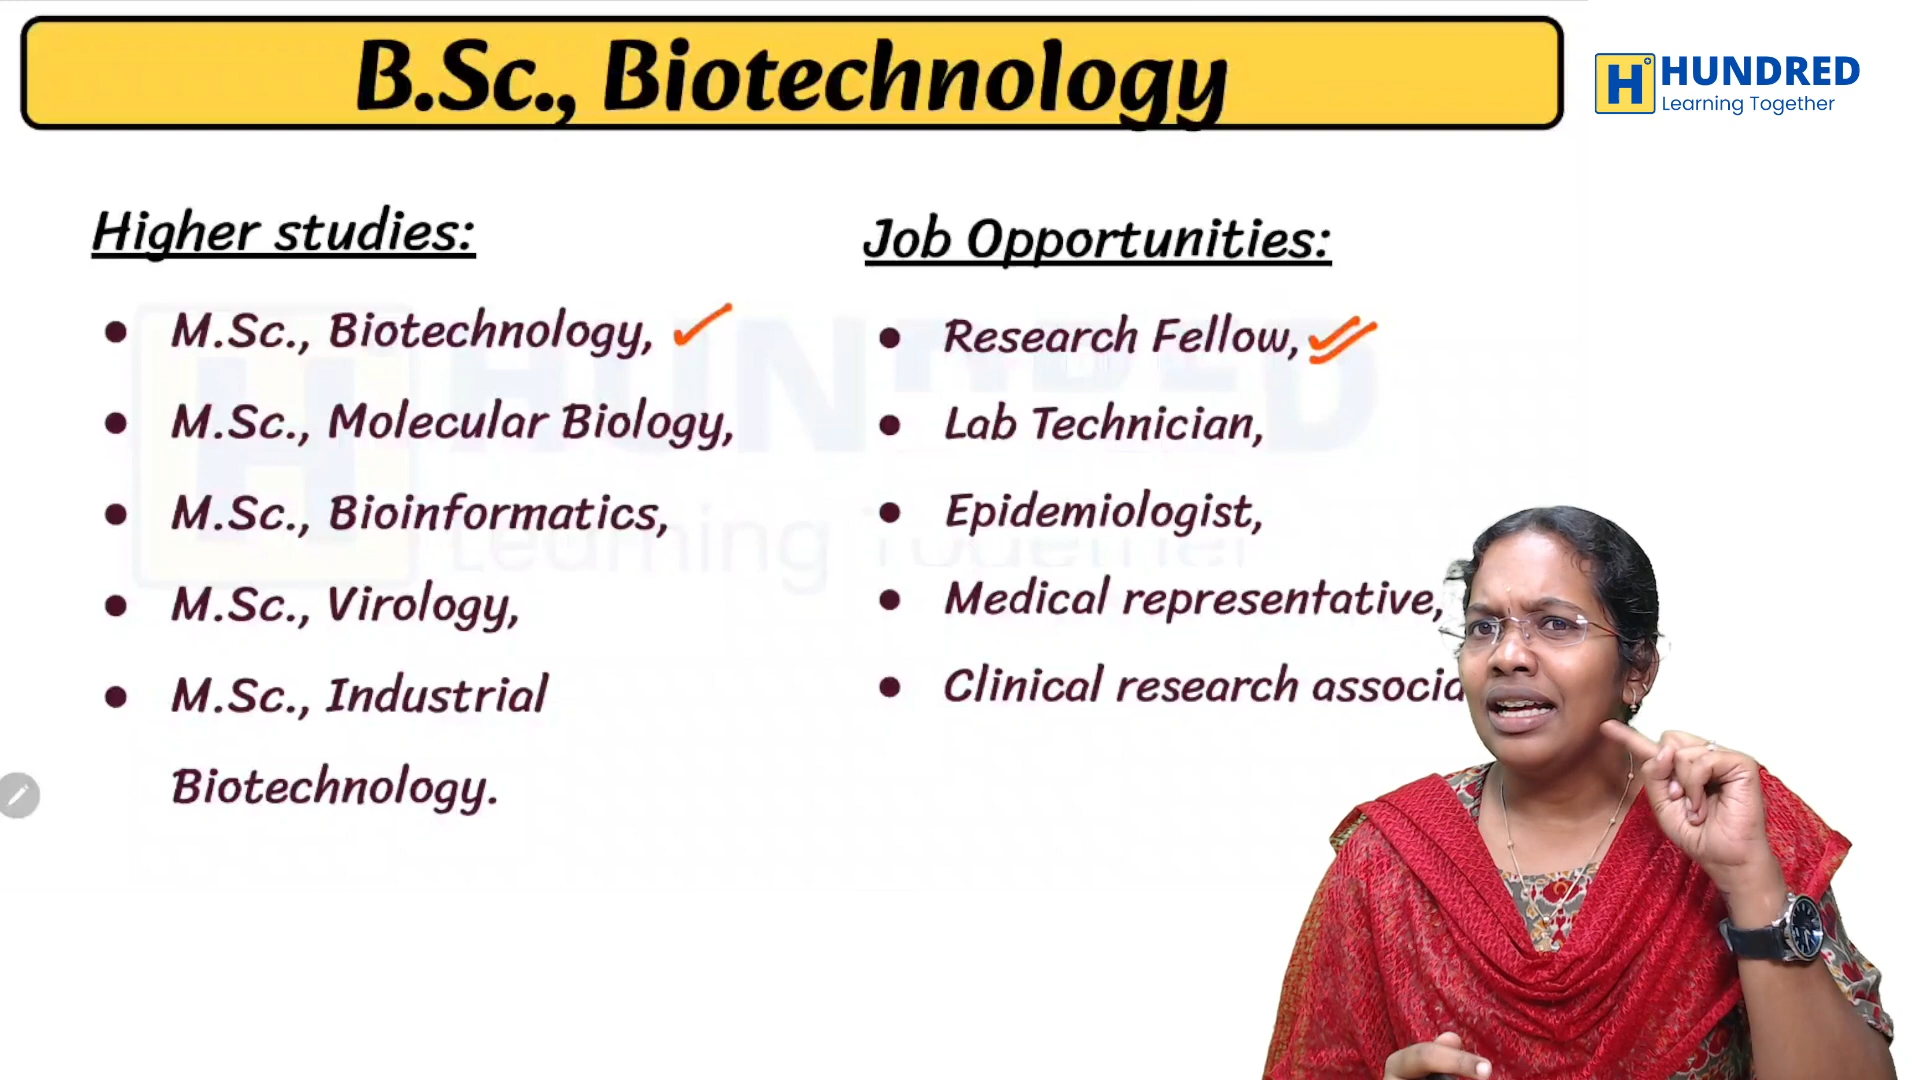 B.Sc., Biotechnology
HUNDRED
Learning Together
Higher studies:
M.Sc., Biotechnology,
M.Sc., Molecular Biology,
M.Sc., Bioinformatics,
M.Sc., Virology,
M.Sc., Industrial
Biotechnology.
Job Opportunities:
Research Fellow,
Lab Technician,
Epidemiologist,
Medical representative,
Clinical research